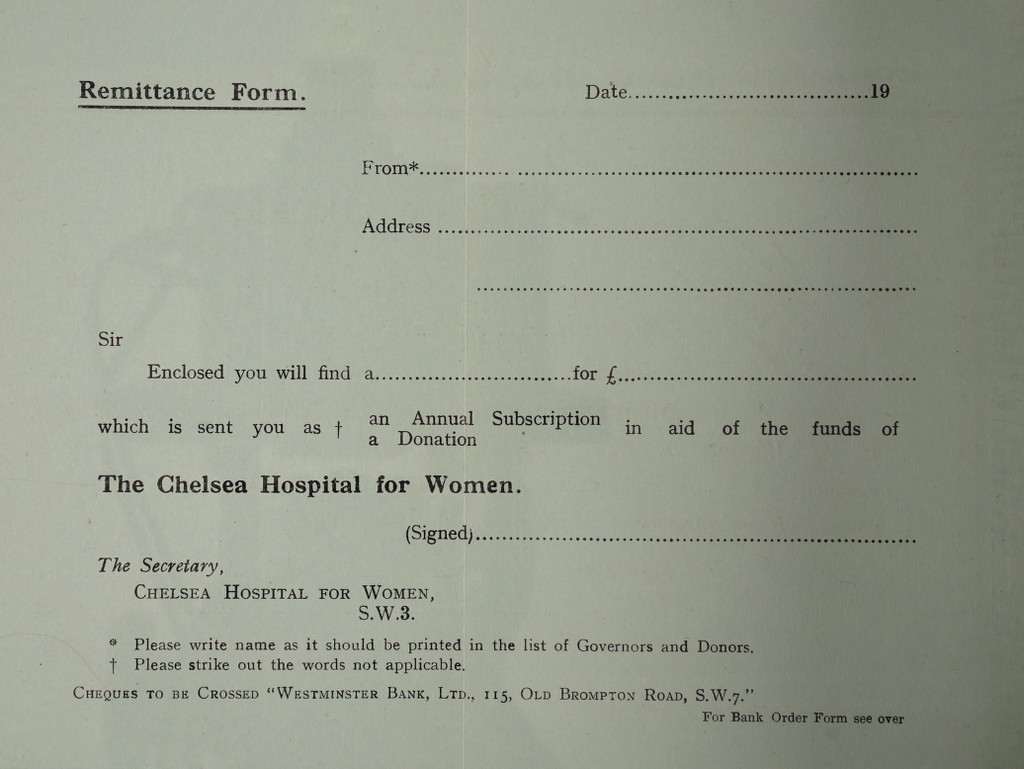 Remittance Form.
Date.....................................19
From*............. .............................................................
Address .........................................................................
...................................................................
Sir
Enclosed you will find a..............................for £.............................................
which is sent you as † an Annual Subscription in aid of the funds of
a Donation
The Chelsea Hospital for Women.
(Signed)...................................................................
The Secretary,
CHELSEA HOSPITAL FOR WOMEN,
S.W.3.
* Please write name as it should be printed in the list of Governors and Donors.
† Please strike out the words not applicable.
CHEQUES TO BE CROSSED "WESTMINSTER BANK, LTD., 115, OLD BROMPTON ROAD, S.W.7."
For Bank Order Form see over